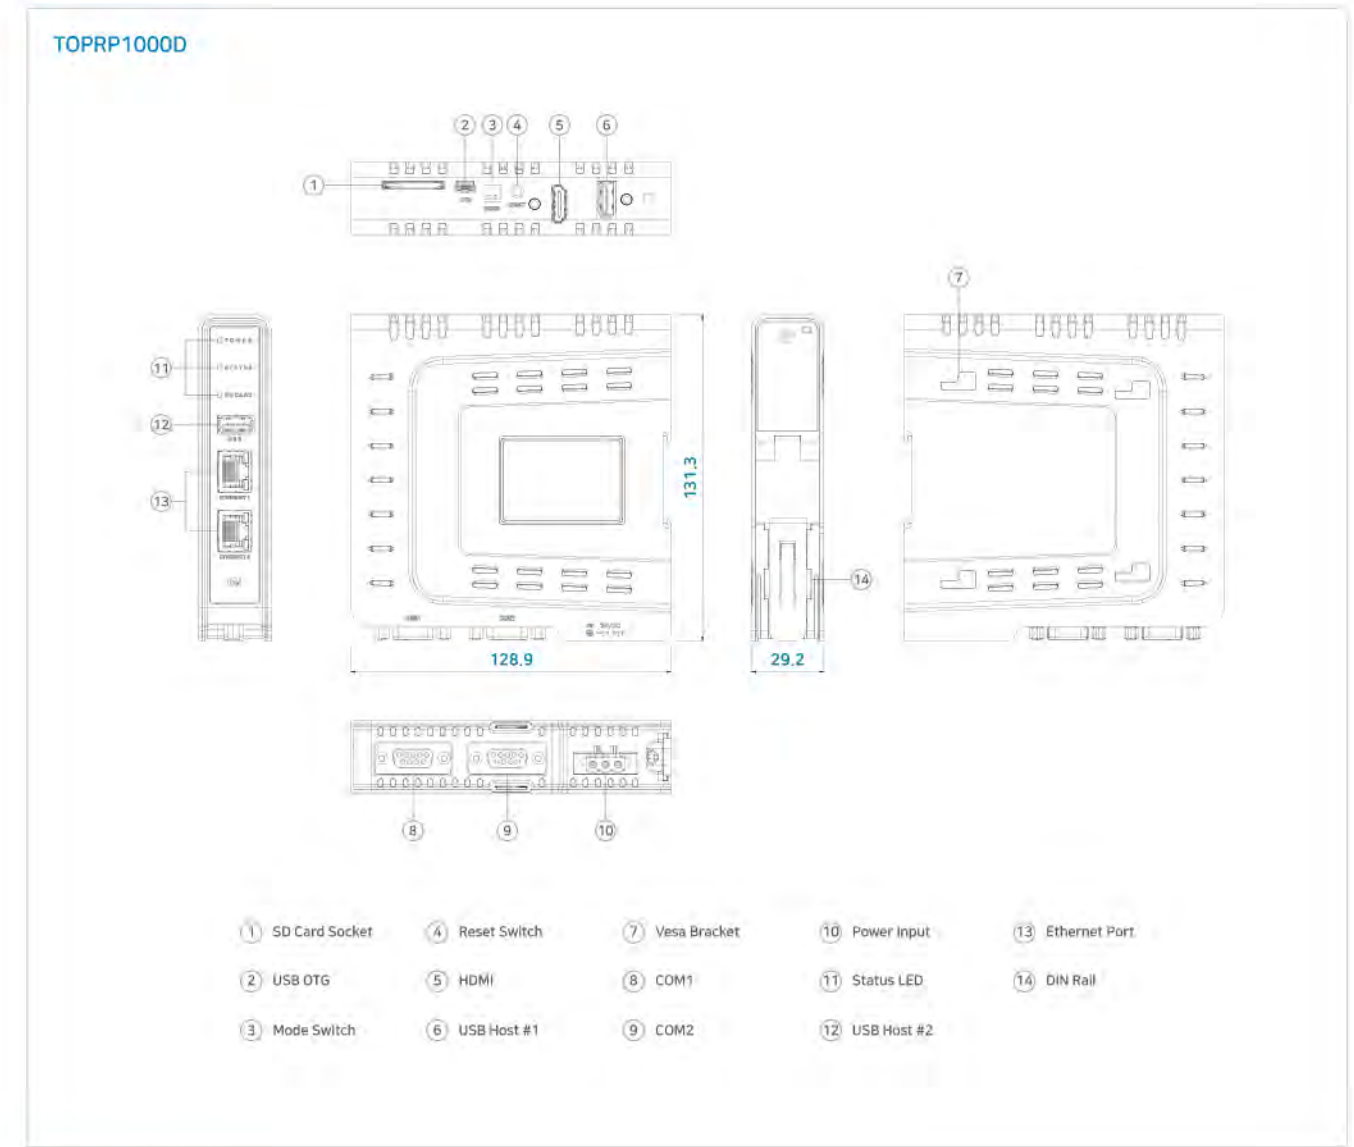 TOPRP1000D
2 3 4 5 6
1
7
POWER
11
12
13
131.3
14
128.9
29.2
8 9 10
1 SD Card Socket 4 Reset Switch 7 Vesa Bracket 10 Power Input 13 Ethernet Port
2 USB OTG 5 HDMI 8 COM1 11 Status LED 14 DIN Rail
3 Mode Switch 6 USB Host #1 9 COM2 12 USB Host #2